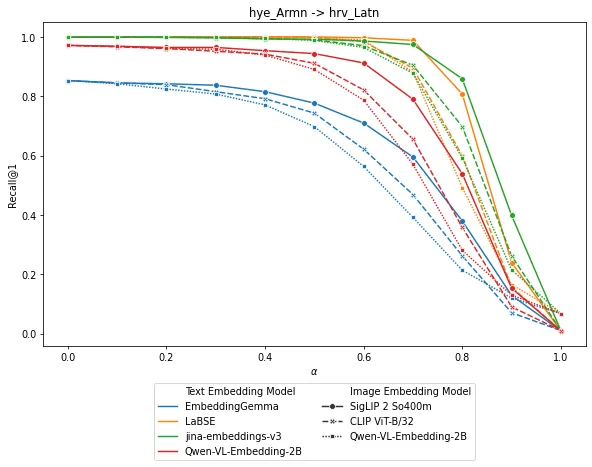 hye_Armn -> hrv_Latn
Recall@1
1.0
0.8
0.6
0.4
0.2
0.0
0.0 0.2 0.4 0.6 0.8 1.0
α
Text Embedding Model
EmbeddingGemma
LaBSE
jina-embeddings-v3
Qwen-VL-Embedding-2B
Image Embedding Model
SigLIP 2 So400m
CLIP ViT-B/32
Qwen-VL-Embedding-2B